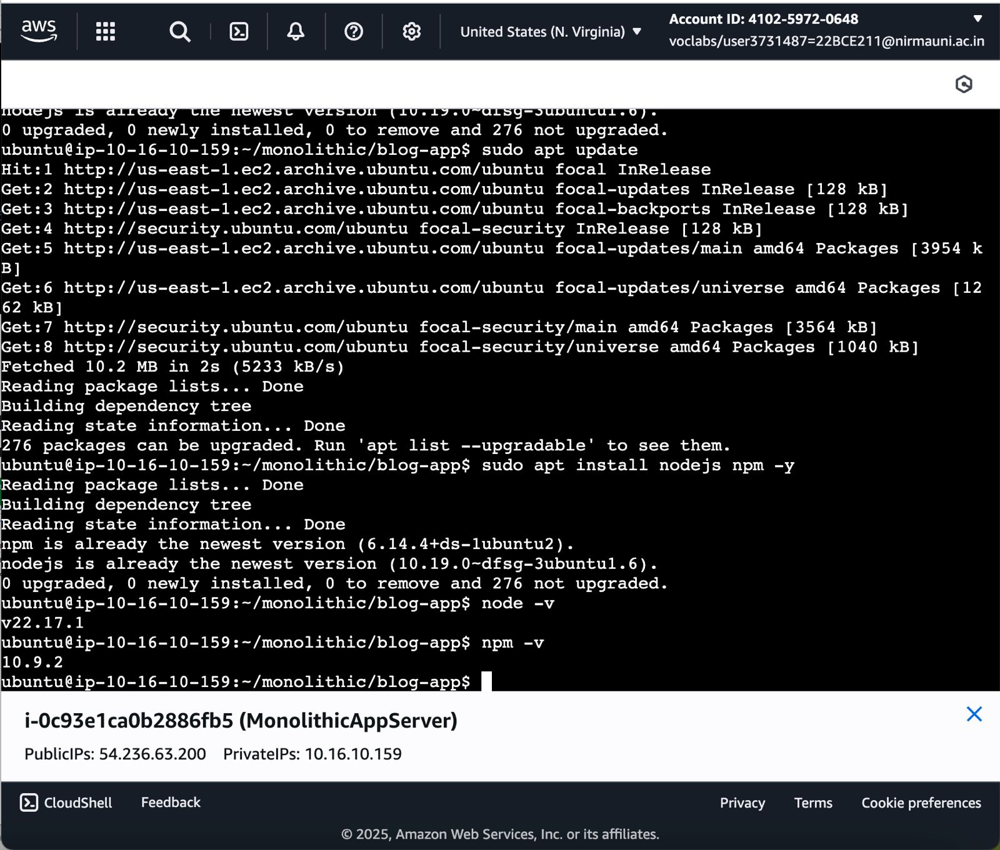 aws
United States (N. Virginia)
Account ID: 4102-5972-0648
voclabs/user3731487=22BCE211@nirmauni.ac.in
nodejs is already the newest version (10.19.0~dfsg-3ubuntu1.6).
0 upgraded, 0 newly installed, 0 to remove and 276 not upgraded.
ubuntu@ip-10-16-10-159:~/monolithic/blog-app$ sudo apt update
Hit:1 http://us-east-1.ec2.archive.ubuntu.com/ubuntu focal InRelease
Get:2 http://us-east-1.ec2.archive.ubuntu.com/ubuntu focal-updates InRelease [128 kB]
Get:3 http://us-east-1.ec2.archive.ubuntu.com/ubuntu focal-backports InRelease [128 kB]
Get:4 http://security.ubuntu.com/ubuntu focal-security InRelease [128 kB]
Get:5 http://us-east-1.ec2.archive.ubuntu.com/ubuntu focal-updates/main amd64 Packages [3954 k
B]
Get:6 http://us-east-1.ec2.archive.ubuntu.com/ubuntu focal-updates/universe amd64 Packages [12
62 kB]
Get:7 http://security.ubuntu.com/ubuntu focal-security/main amd64 Packages [3564 kB]
Get:8 http://security.ubuntu.com/ubuntu focal-security/universe amd64 Packages [1040 kB]
Fetched 10.2 MB in 2s (5233 kB/s)
Reading package lists... Done
Building dependency tree
Reading state information... Done
276 packages can be upgraded. Run 'apt list --upgradable' to see them.
ubuntu@ip-10-16-10-159:~/monolithic/blog-app$ sudo apt install nodejs npm -y
Reading package lists... Done
Building dependency tree
Reading state information... Done
npm is already the newest version (6.14.4+ds-1ubuntu2).
nodejs is already the newest version (10.19.0~dfsg-3ubuntu1.6).
0 upgraded, 0 newly installed, 0 to remove and 276 not upgraded.
ubuntu@ip-10-16-10-159:~/monolithic/blog-app$ node -v
v22.17.1
ubuntu@ip-10-16-10-159:~/monolithic/blog-app$ npm -v
10.9.2
ubuntu@ip-10-16-10-159:~/monolithic/blog-app$
i-0c93e1ca0b2886fb5 (MonolithicAppServer)
PublicIPs: 54.236.63.200 PrivateIPs: 10.16.10.159
CloudShell Feedback Privacy Terms Cookie preferences
© 2025, Amazon Web Services, Inc. or its affiliates.